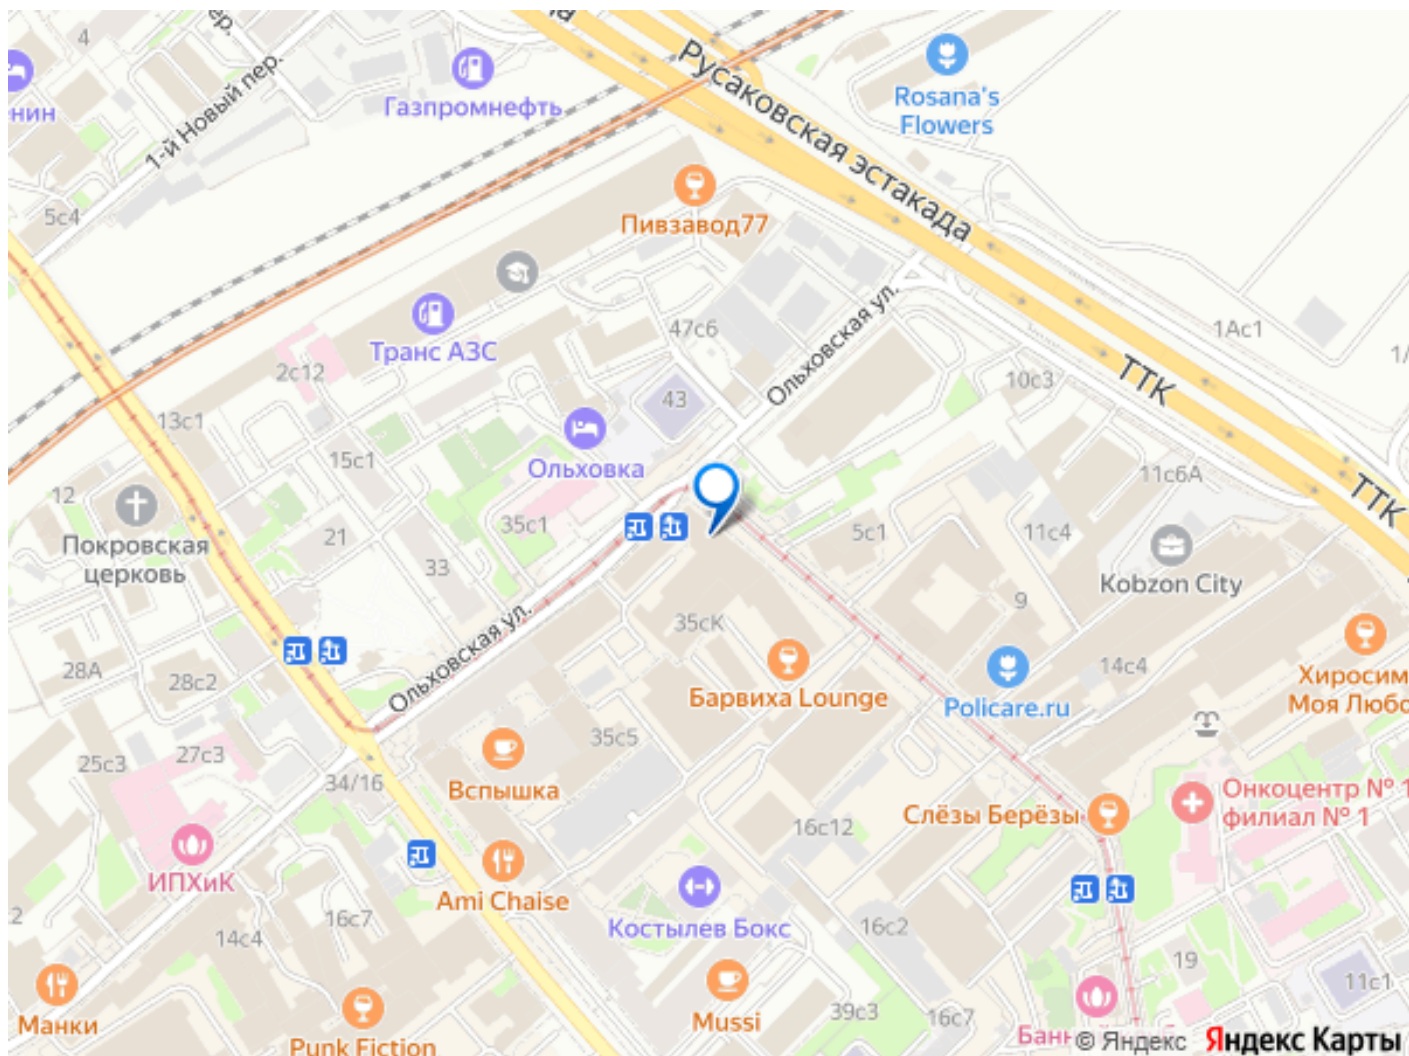 4
пер.
енин
1-й Новый пер.
Газпромнефть
Русаковская эстакада
Rosana's
Flowers
5с4
Пивзавод77
Транс АЗС
2с12
47с6
Ольховская ул.
1Ас1
ТТК
10с3
43
13с1
15с1
Ольховка
12
35с1
21
33
Покровская
церковь
5с1
11с4
11с6А
ТТК
Kobzon City
9
35сК
28А
28с2
Ольховская ул.
Барвиха Lounge
Policare.ru
14с4
Хиросим
Моя Любо
25с3
27с3
34/16
35с5
Вспышка
16с12
Слёзы Берёзы
Онкоцентр № 1
филиал № 1
ИПХиК
Ami Chaise
Костылев Бокс
16с7
14с4
16с2
19
11с1
Манки
Punk Fiction
Mussi
39с3
16с7
Бан
© Яндекс
Яндекс Карты